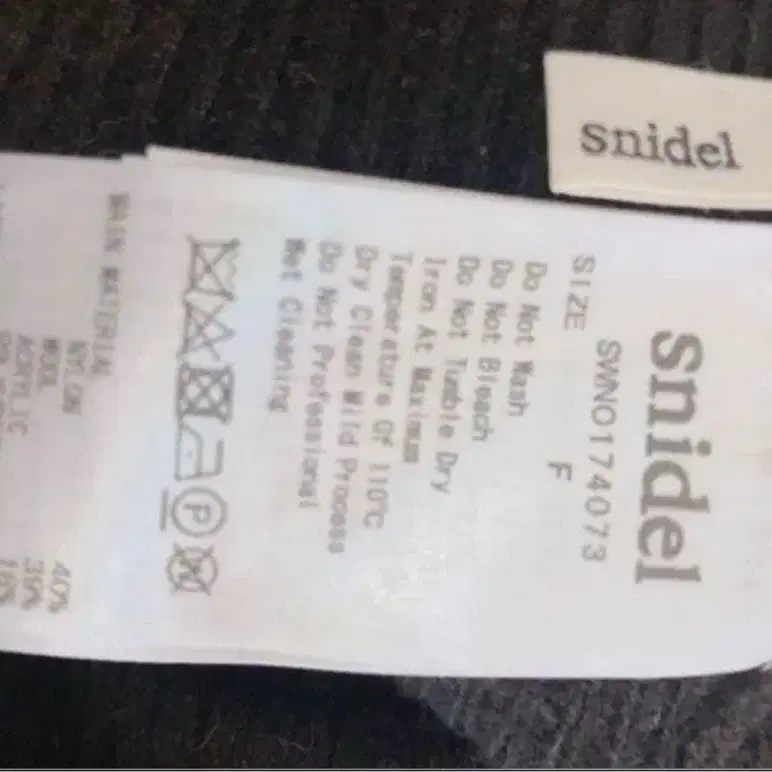 snidel
snidel
SWNO174073
SIZE F
Do Not Wash
Do Not Bleach
Do Not Tumble Dry
Iron At Maximum
Temperature Of 110℃
Dry Clean Mild Process
Do Not Professional
Wet Cleaning
P
MAIN MATERIAL
NYLON 40%
WOOL 39%
ACRYLIC